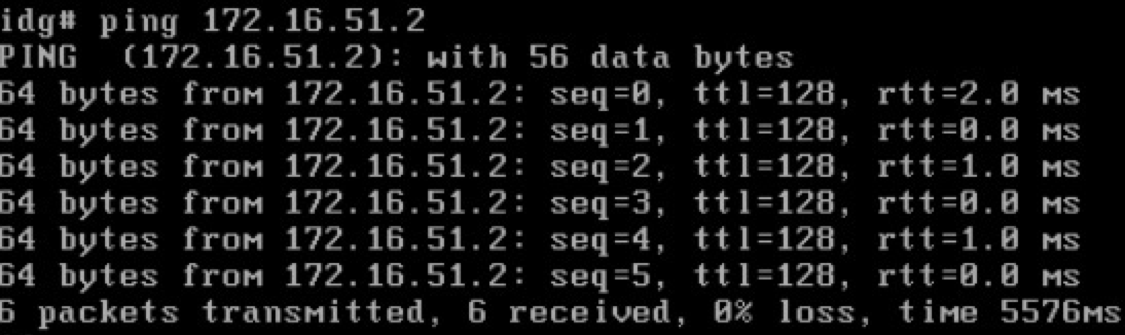 idg# ping 172.16.51.2
PING  (172.16.51.2): with 56 data bytes
64 bytes from 172.16.51.2: seq=0, ttl=128, rtt=2.0 ms
64 bytes from 172.16.51.2: seq=1, ttl=128, rtt=0.0 ms
64 bytes from 172.16.51.2: seq=2, ttl=128, rtt=1.0 ms
64 bytes from 172.16.51.2: seq=3, ttl=128, rtt=0.0 ms
64 bytes from 172.16.51.2: seq=4, ttl=128, rtt=1.0 ms
64 bytes from 172.16.51.2: seq=5, ttl=128, rtt=0.0 ms
6 packets transmitted, 6 received, 0% loss, time 5576ms